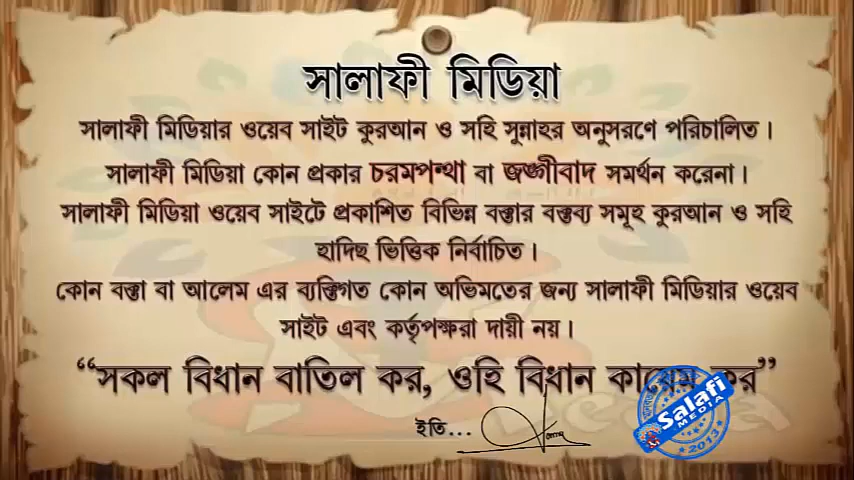 সালাফী মিডিয়া
সালাফী মিডিয়ার ওয়েব সাইট কুরআন ও সহি সুন্নাহর অনুসরণে পরিচালিত।
সালাফী মিডিয়া কোন প্রকার চরমপন্থা বা জঙ্গীবাদ সমর্থন করেনা।
সালাফী মিডিয়া ওয়েব সাইটে প্রকাশিত বিভিন্ন বক্তার বক্তব্য সমূহ কুরআন ও সহি
হাদিছ ভিত্তিক নির্বাচিত।
কোন বক্তা বা আলেম এর ব্যক্তিগত কোন অভিমতের জন্য সালাফী মিডিয়ার ওয়েব
সাইট এবং কর্তৃপক্ষরা দায়ী নয়।
“সকল বিধান বাতিল কর, ওহি বিধান কায়েম কর”
ইতি...
Salafi
MEDIA
2013